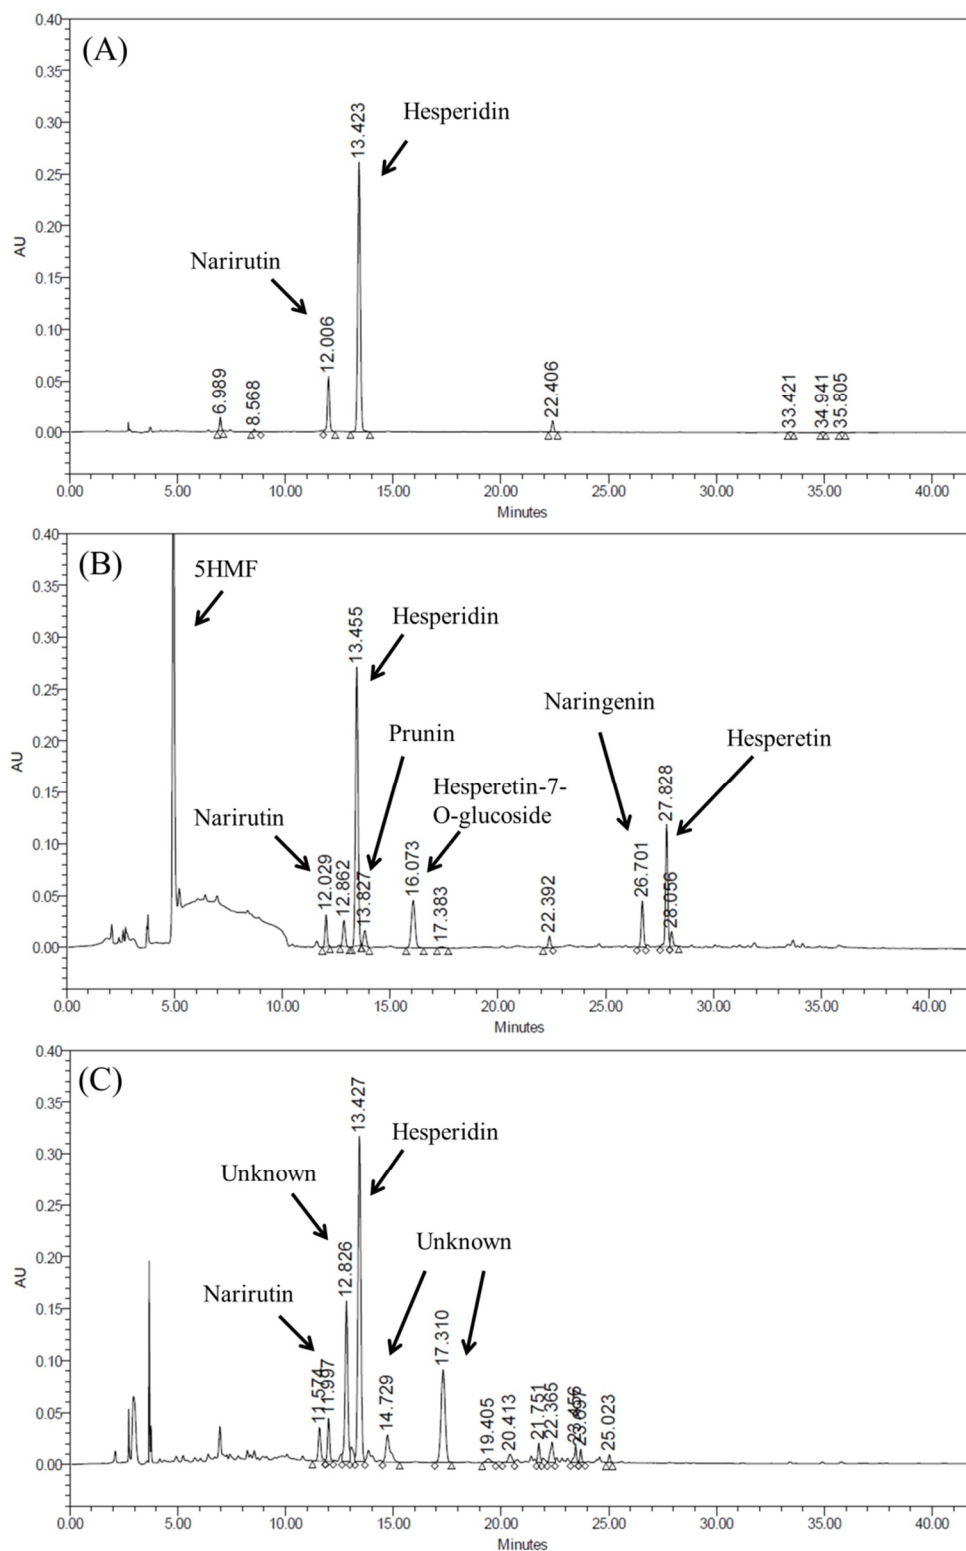 (A)
0.40
0.35
0.30
0.25
0.20
0.15
0.10
0.05
0.00
AU
Narirutin
Hesperidin
6.989
8.568
12.006
13.423
22.406
33.421
34.941
35.805
0.00 5.00 10.00 15.00 20.00 25.00 30.00 35.00 40.00
Minutes
(B)
0.40
0.35
0.30
0.25
0.20
0.15
0.10
0.05
0.00
AU
5HMF
Hesperidin
Prunin
Narirutin
Hesperetin-7-
O-glucoside
Naringenin
Hesperetin
12.029
12.862
13.455
13.827
16.073
17.383
22.392
26.701
27.828
28.056
0.00 5.00 10.00 15.00 20.00 25.00 30.00 35.00 40.00
Minutes
(C)
0.40
0.35
0.30
0.25
0.20
0.15
0.10
0.05
0.00
AU
Hesperidin
Unknown
Unknown
Narirutin
11.574
11.997
12.826
13.427
14.729
17.310
19.405
20.413
21.751
22.365
25.023
0.00 5.00 10.00 15.00 20.00 25.00 30.00 35.00 40.00
Minutes